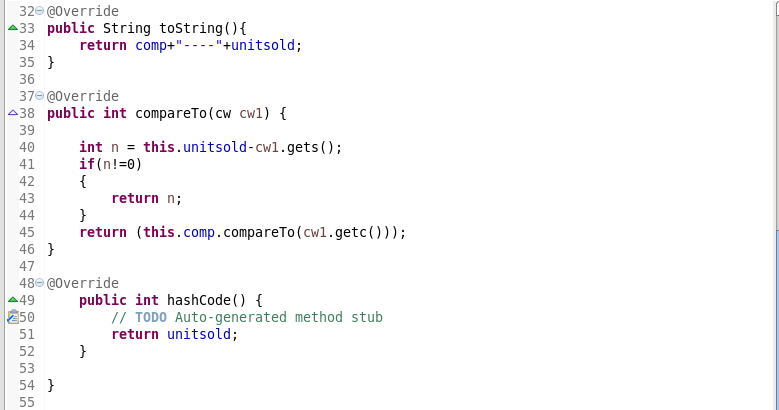 32 @Override
33 public String toString(){
34     return comp+"----"+unitsold;
35 }
36
37 @Override
38 public int compareTo(cw cw1) {
39
40     int n = this.unitsold-cw1.gets();
41     if(n!=0)
42     {
43         return n;
44     }
45     return (this.comp.compareTo(cw1.getc()));
46 }
47
48 @Override
49     public int hashCode() {
50         // TODO Auto-generated method stub
51         return unitsold;
52     }
53
54 }
55